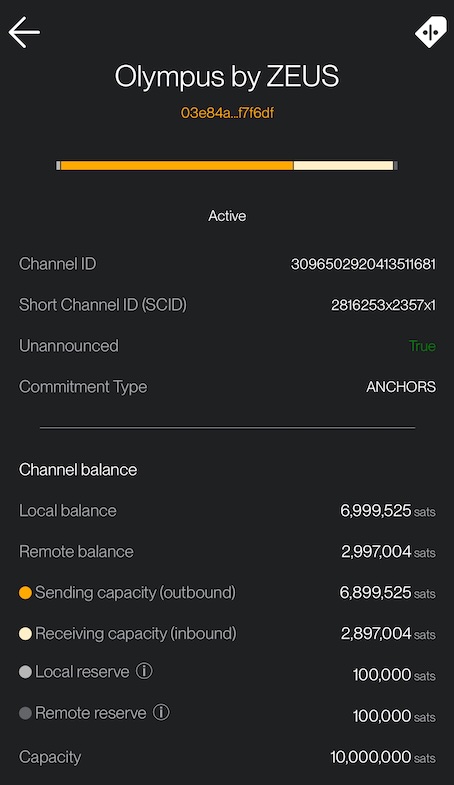 Olympus by ZEUS
03e84a...f7f6df
Active
Channel ID 3096502920413511681
Short Channel ID (SCID) 2816253x2357x1
Unannounced True
Commitment Type ANCHORS
Channel balance
Local balance 6,999,525 sats
Remote balance 2,997,004 sats
Sending capacity (outbound) 6,899,525 sats
Receiving capacity (inbound) 2,897,004 sats
Local reserve 100,000 sats
Remote reserve 100,000 sats
Capacity 10,000,000 sats